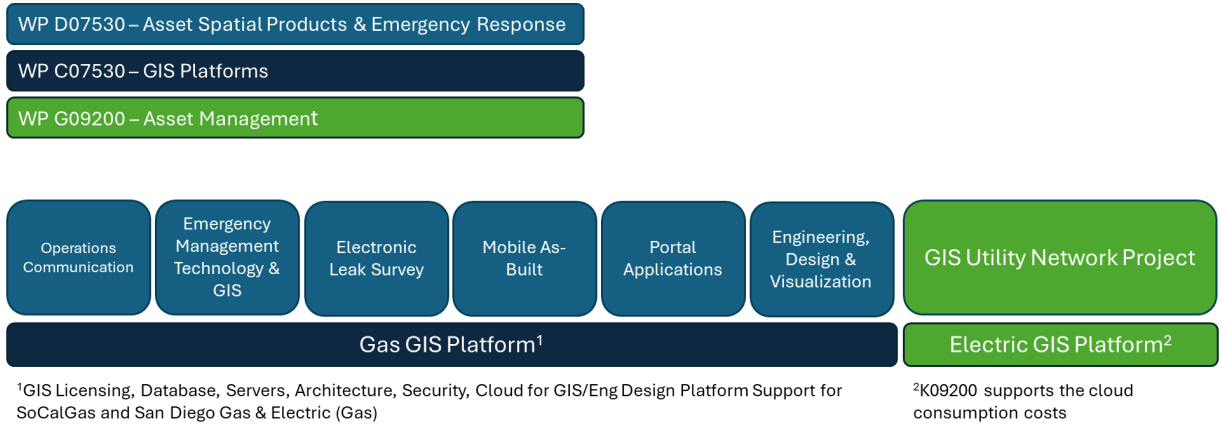 WP D07530 – Asset Spatial Products & Emergency Response
WP C07530 – GIS Platforms
WP G09200 – Asset Management
Operations
Communication
Emergency
Management
Technology &
GIS
Electronic
Leak Survey
Mobile As-
Built
Portal
Applications
Engineering,
Design &
Visualization
GIS Utility Network Project
Gas GIS Platform¹
Electric GIS Platform²
¹GIS Licensing, Database, Servers, Architecture, Security, Cloud for GIS/Eng Design Platform Support for
SoCalGas and San Diego Gas & Electric (Gas)
²K09200 supports the cloud
consumption costs